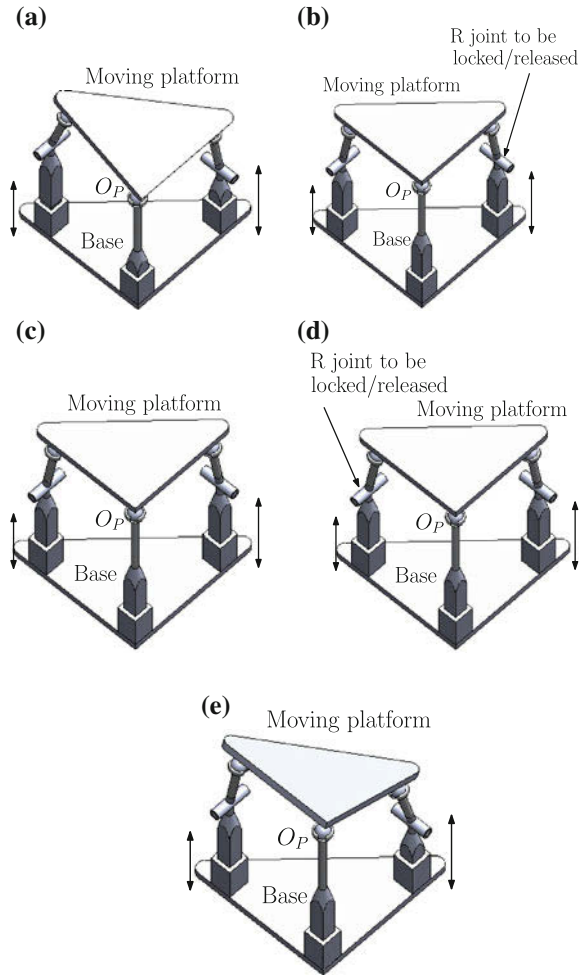 (a)
Moving platform
O_P
Base
(b)
R joint to be
locked/released
Moving platform
O_P
Base
(c)
Moving platform
O_P
Base
(d)
R joint to be
locked/released
Moving platform
O_P
Base
(e)
Moving platform
O_P
Base